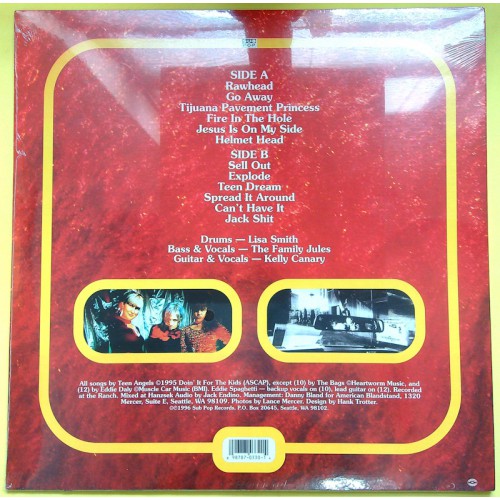 SIDE A
Rawhead
Go Away
Tijuana Pavement Princess
Fire In The Hole
Jesus Is On My Side
Helmet Head
SIDE B
Sell Out
Explode
Teen Dream
Spread It Around
Can't Have It
Jack Shit
Drums — Lisa Smith
Bass & Vocals — The Family Jules
Guitar & Vocals — Kelly Canary
All songs by Teen Angels ©1995 Doin' It For The Kids (ASCAP), except (10) by The Bags ©Heartworm Music, and
(12) by Eddie Daly ©Muscle Car Music (BMI). Eddie Spaghetti — backup vocals on (10), lead guitar on (12). Recorded
at the Ranch. Mixed at Hanzsek Audio by Jack Endino. Management: Danny Bland for American Blandstand, 1320
Mercer, Suite E, Seattle, WA 98109. Photos by Lance Mercer. Design by Hank Trotter.
©1996 Sub Pop Records. P.O. Box 20645, Seattle, WA 98102.